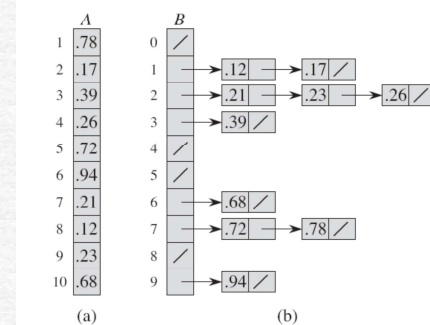 A B
1 .78 0 /
2 .17 1 .12 .17 /
3 .39 2 .21 .23 .26 /
4 .26 3 .39 /
5 .72 4 /
6 .94 5 /
7 .21 6 .68 /
8 .12 7 .72 .78 /
9 .23 8 /
10 .68 9 .94 /
(a) (b)